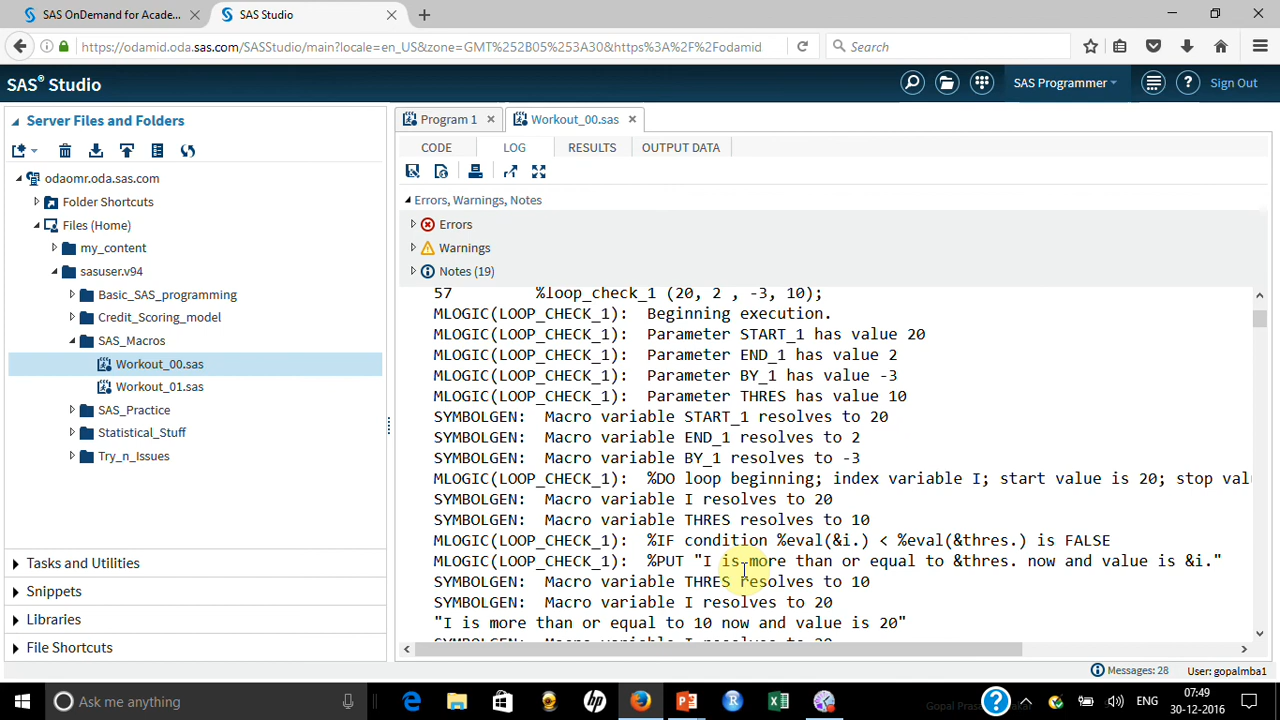 SAS OnDemand for Acade...
SAS Studio
https://odamid.oda.sas.com/SASStudio/main?locale=en_US&zone=GMT%252B05%253A30&https%3A%2F%2Fodamid
Search
SAS® Studio
SAS Programmer
Sign Out
Server Files and Folders
odaomr.oda.sas.com
Folder Shortcuts
Files (Home)
my_content
sasuser.v94
Basic_SAS_programming
Credit_Scoring_model
SAS_Macros
Workout_00.sas
Workout_01.sas
SAS_Practice
Statistical_Stuff
Try_n_Issues
Tasks and Utilities
Snippets
Libraries
File Shortcuts
Program 1
Workout_00.sas
CODE
LOG
RESULTS
OUTPUT DATA
Errors, Warnings, Notes
Errors
Warnings
Notes (19)
57 %loop_check_1 (20, 2 , -3, 10);
MLOGIC(LOOP_CHECK_1): Beginning execution.
MLOGIC(LOOP_CHECK_1): Parameter START_1 has value 20
MLOGIC(LOOP_CHECK_1): Parameter END_1 has value 2
MLOGIC(LOOP_CHECK_1): Parameter BY_1 has value -3
MLOGIC(LOOP_CHECK_1): Parameter THRES has value 10
SYMBOLGEN: Macro variable START_1 resolves to 20
SYMBOLGEN: Macro variable END_1 resolves to 2
SYMBOLGEN: Macro variable BY_1 resolves to -3
MLOGIC(LOOP_CHECK_1): %DO loop beginning; index variable I; start value is 20; stop val
SYMBOLGEN: Macro variable I resolves to 20
SYMBOLGEN: Macro variable THRES resolves to 10
MLOGIC(LOOP_CHECK_1): %IF condition %eval(&i.) < %eval(&thres.) is FALSE
MLOGIC(LOOP_CHECK_1): %PUT "I is more than or equal to &thres. now and value is &i."
SYMBOLGEN: Macro variable THRES resolves to 10
SYMBOLGEN: Macro variable I resolves to 20
"I is more than or equal to 10 now and value is 20"
SYMBOLGEN: Macro variable I resolves to 20
Messages: 28
User: gopalmba1
Ask me anything
ENG
07:49
30-12-2016